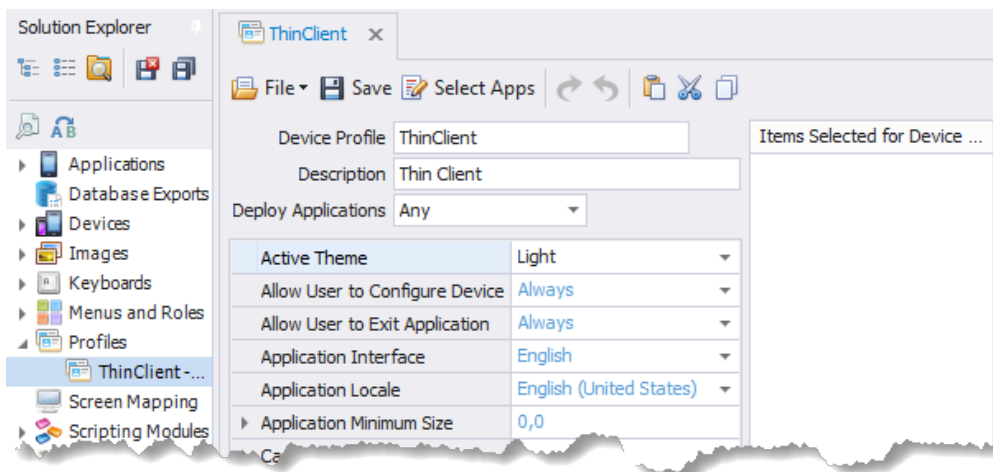 Solution Explorer
ThinClient
File
Save
Select Apps
A B
Applications
Database Exports
Devices
Images
Keyboards
Menus and Roles
Profiles
ThinClient -...
Screen Mapping
Scripting Modules
Device Profile ThinClient
Description Thin Client
Deploy Applications Any
Items Selected for Device ...
Active Theme Light
Allow User to Configure Device Always
Allow User to Exit Application Always
Application Interface English
Application Locale English (United States)
Application Minimum Size 0,0